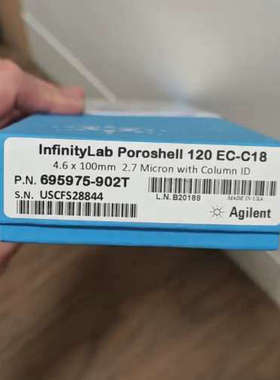 InfinityLab Poroshell 120 EC-C18
4.6 x 100mm 2.7 Micron with Column ID
P.N. 695975-902T
S.N. USCFS28844
L.N. B20188
MADE IN USA
Agilent